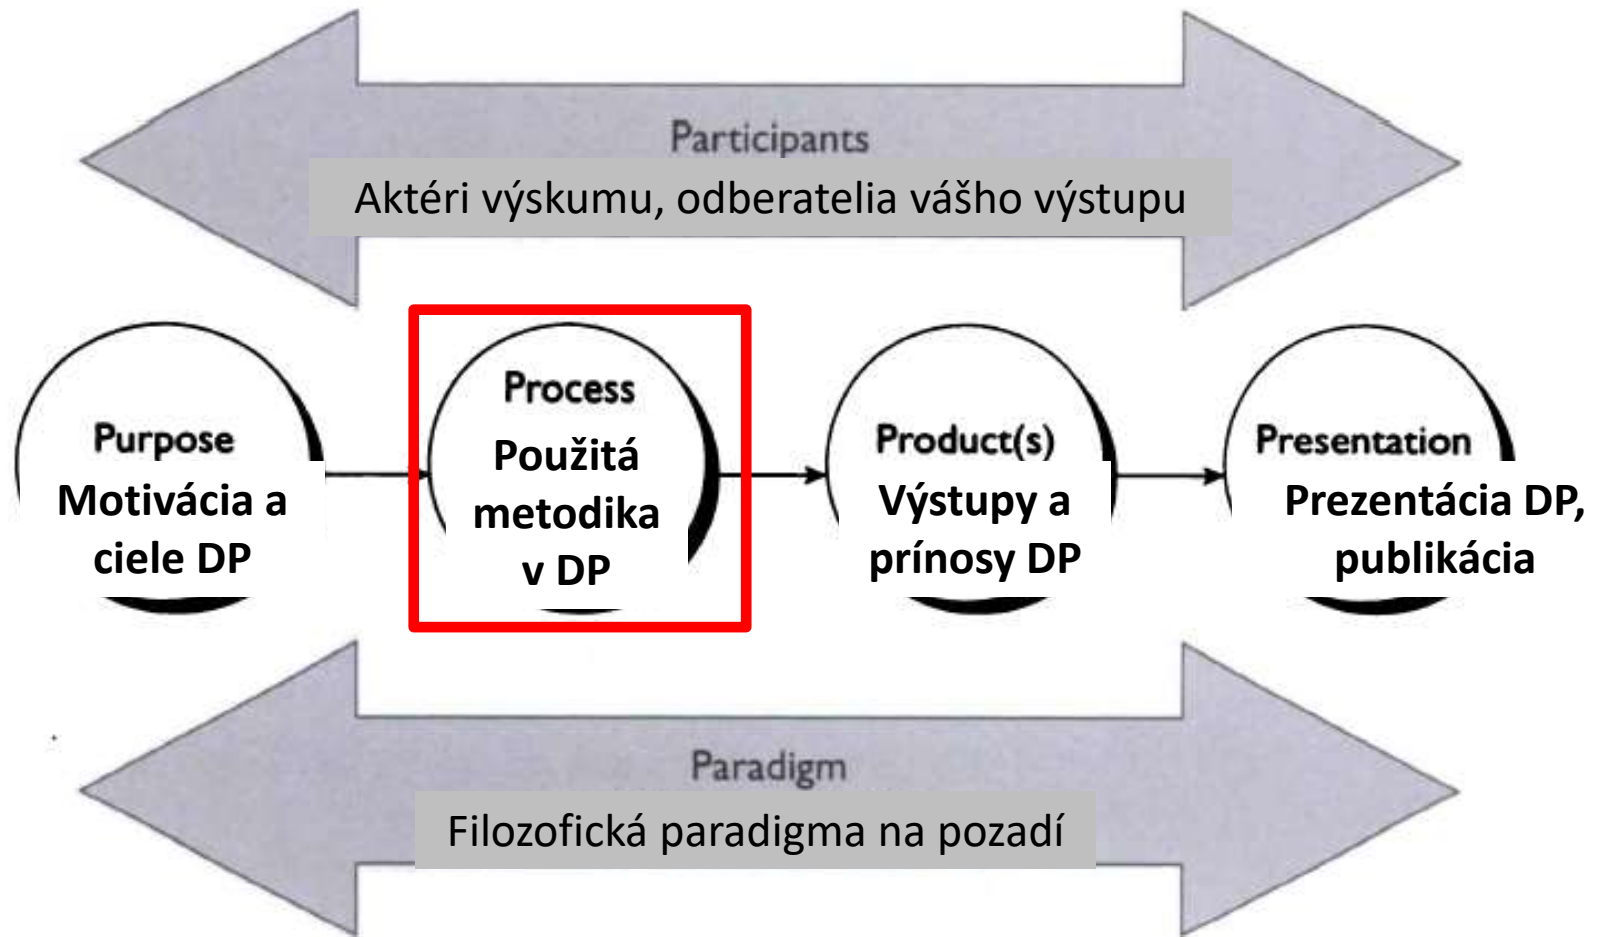 Participants
Aktéri výskumu, odberatelia vášho výstupu
Purpose
Motivácia a
ciele DP
Process
Použitá
metodika
v DP
Product(s)
Výstupy a
prínosy DP
Presentation
Prezentácia DP,
publikácia
Paradigm
Filozofická paradigma na pozadí